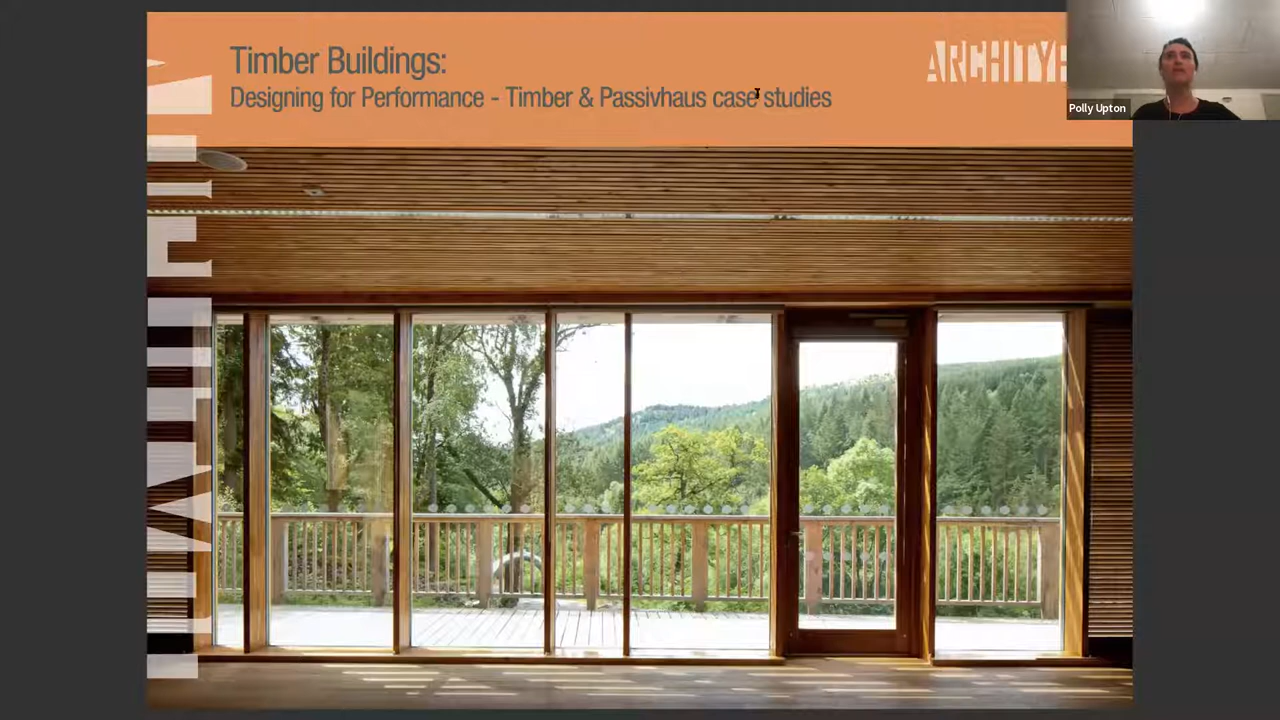 Timber Buildings:
Designing for Performance - Timber & Passivhaus case studies
ARCHITYP
Polly Upton